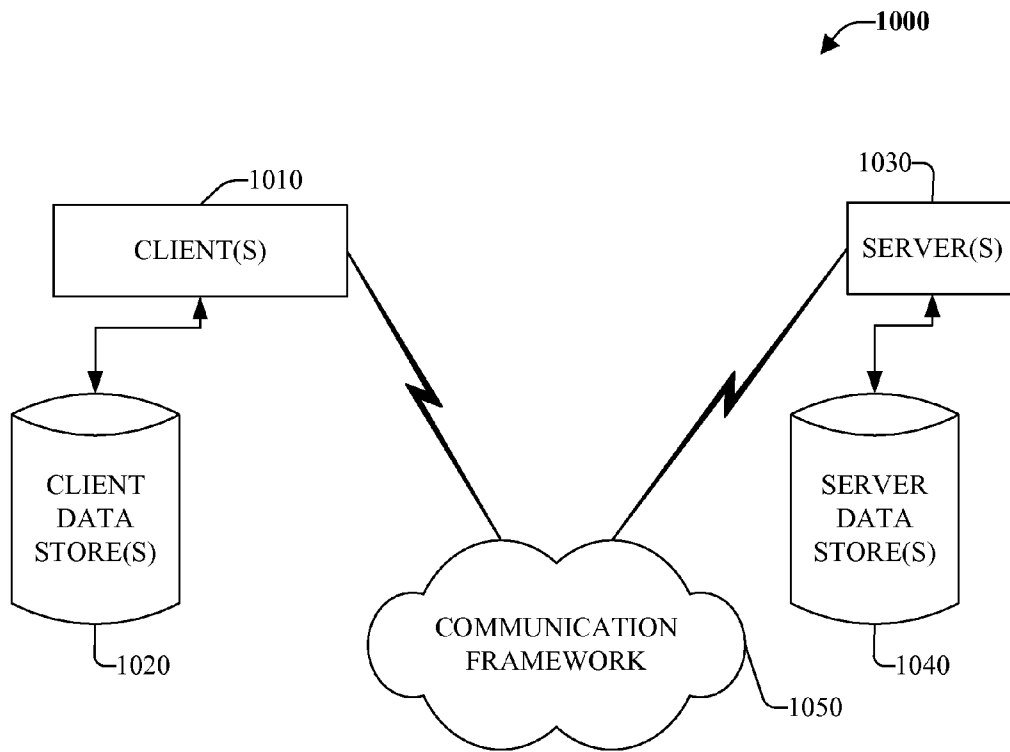 1000
1010
1030
CLIENT(S)
SERVER(S)
CLIENT
DATA
STORE(S)
SERVER
DATA
STORE(S)
COMMUNICATION
FRAMEWORK
1020
1040
1050